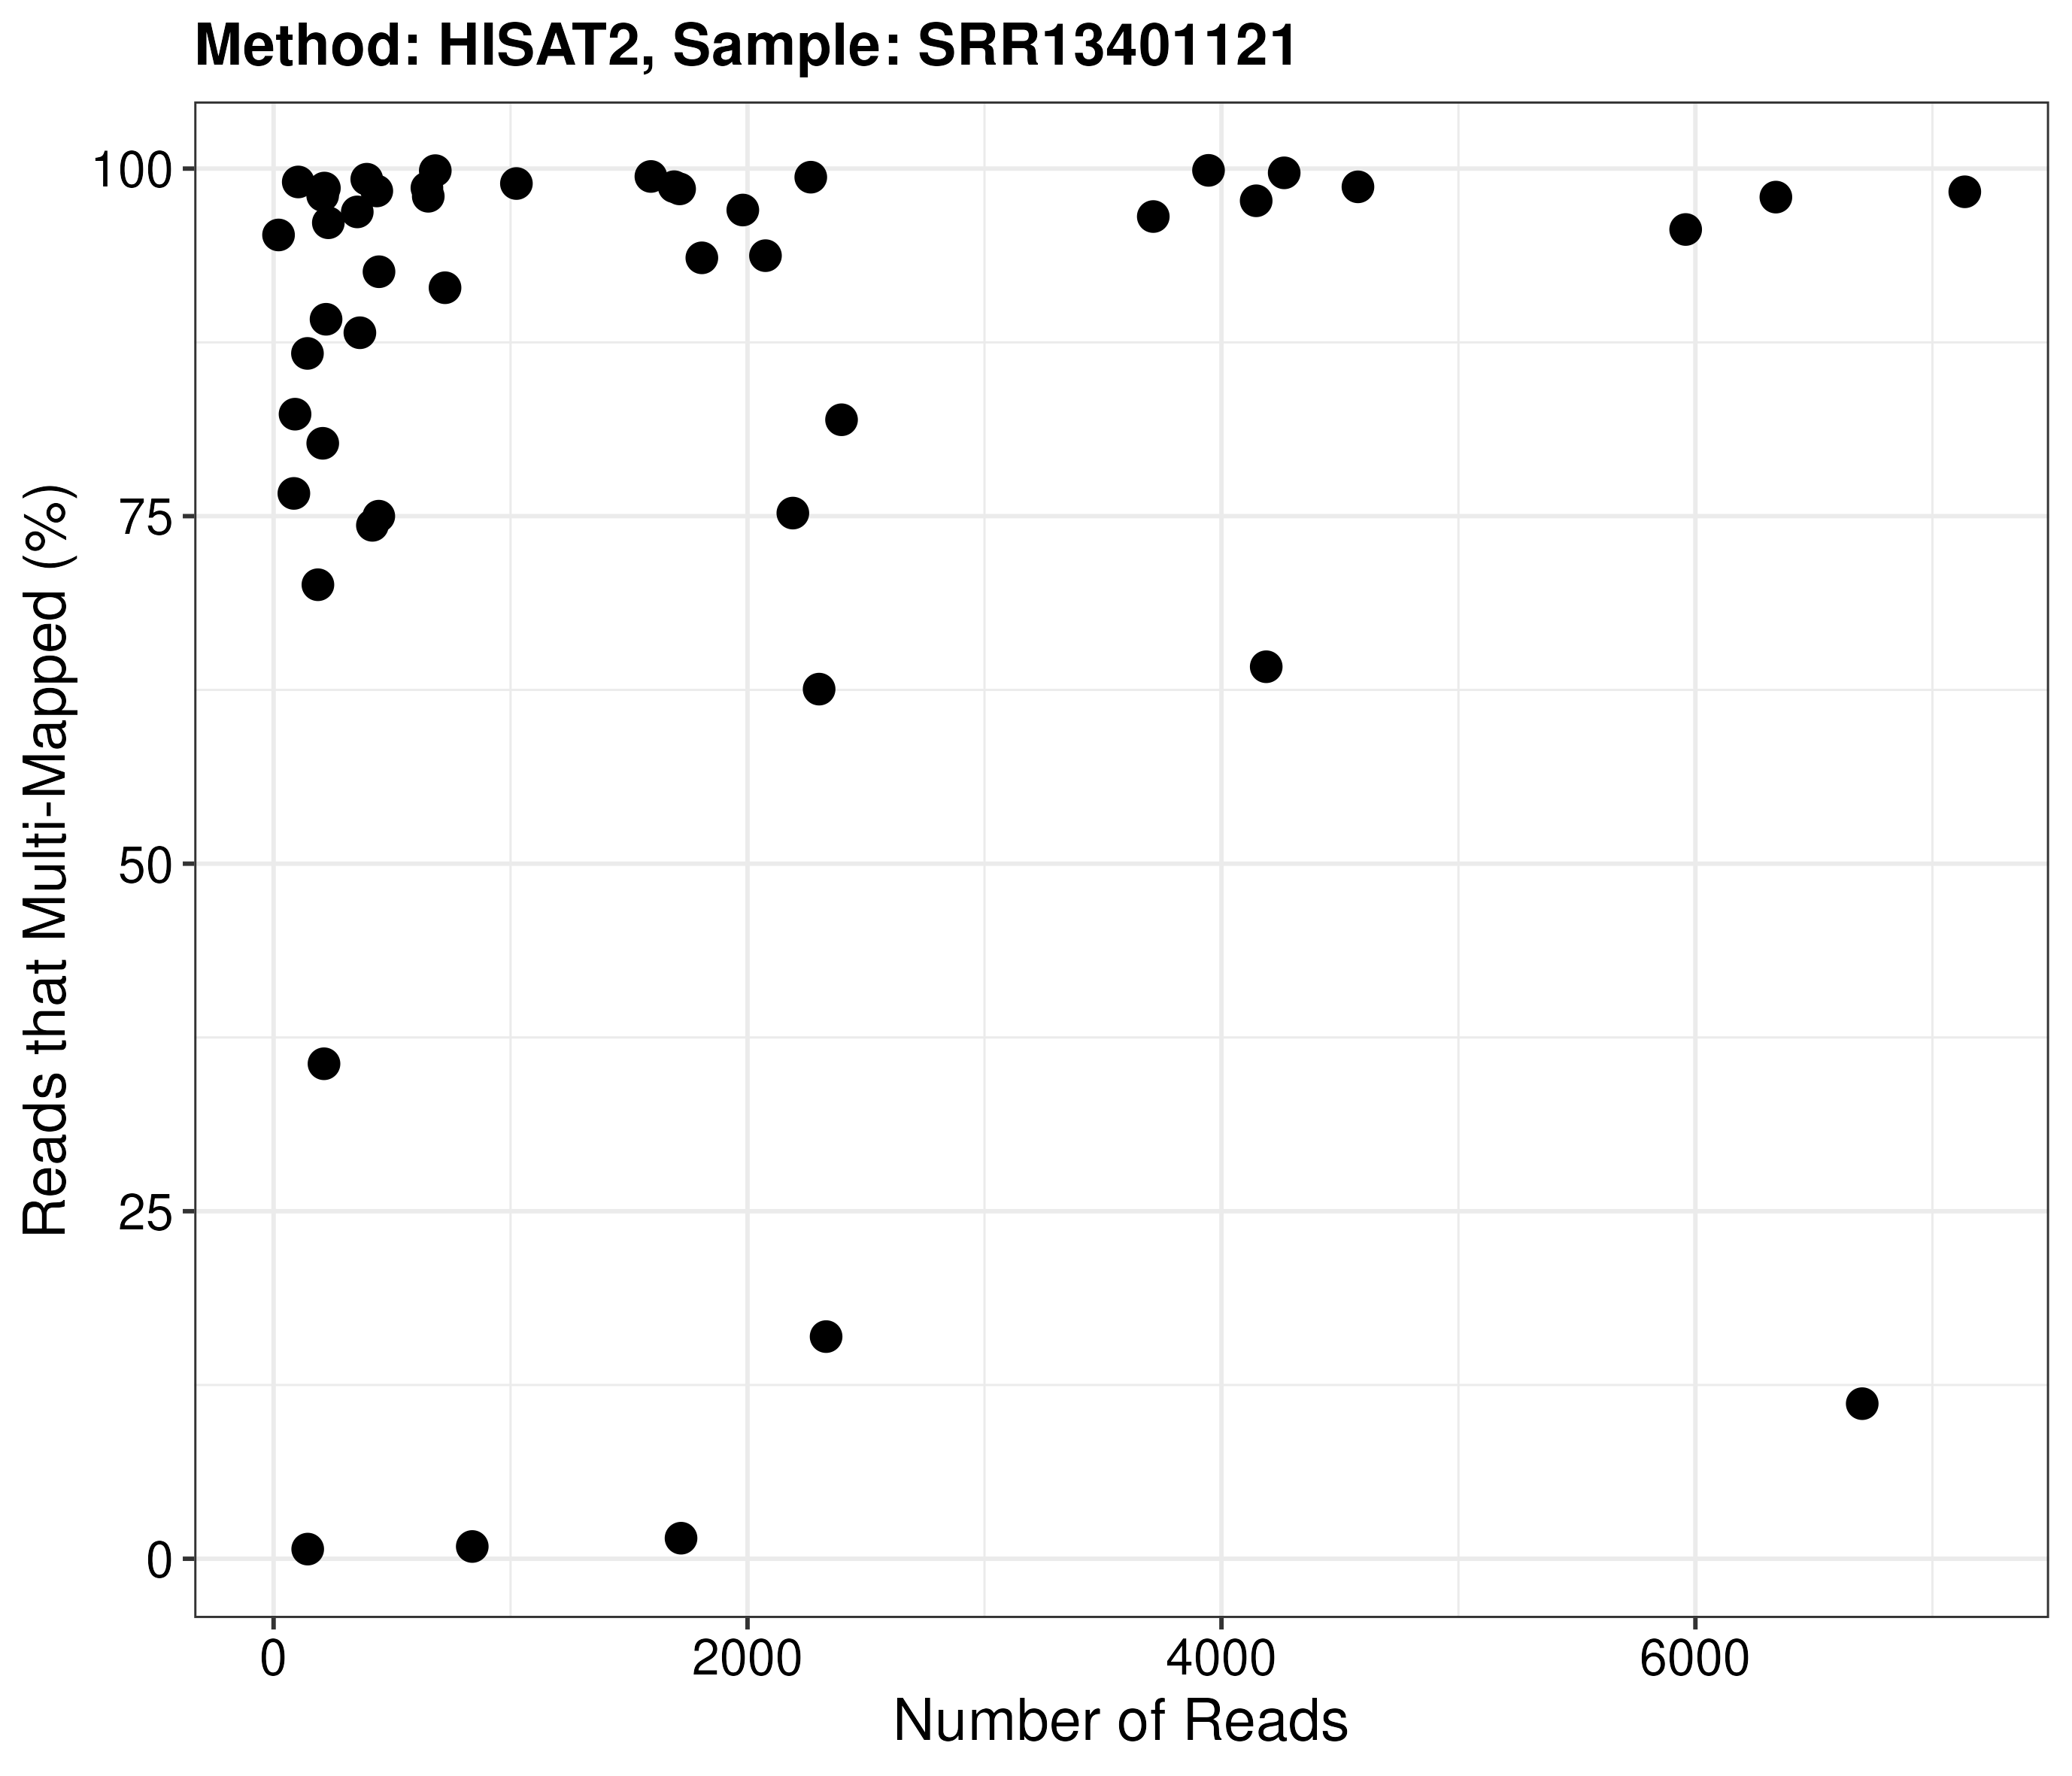 Method: HISAT2, Sample: SRR13401121
Reads that Multi-Mapped (%)
100
75
50
25
0
0 2000 4000 6000
Number of Reads